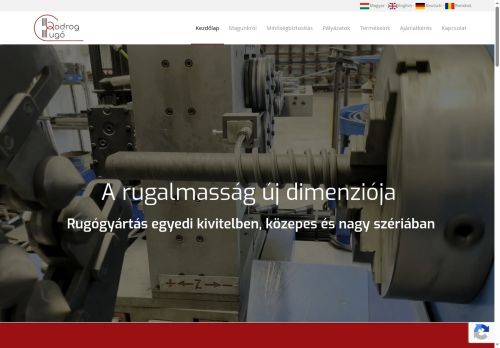 Magyar
English
Deutsch
Română
Bodrog
Rugó
Kezdőlap Magunkról Minőségbiztosítás Pályázatok Termékeink Ajánlatkérés Kapcsolat
+ Z -
A rugalmasság új dimenziója
Rugógyártás egyedi kivitelben, közepes és nagy szériában